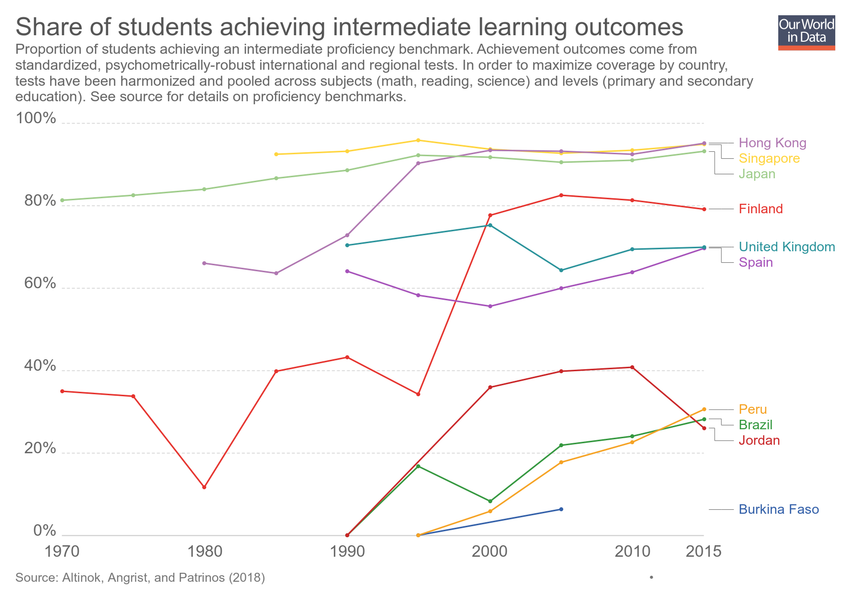 Share of students achieving intermediate learning outcomes
Our World
in Data
Proportion of students achieving an intermediate proficiency benchmark. Achievement outcomes come from
standardized, psychometrically-robust international and regional tests. In order to maximize coverage by country,
tests have been harmonized and pooled across subjects (math, reading, science) and levels (primary and secondary
education). See source for details on proficiency benchmarks.
100%
80%
60%
40%
20%
0%
Hong Kong
Singapore
Japan
Finland
United Kingdom
Spain
Peru
Brazil
Jordan
Burkina Faso
1970 1980 1990 2000 2010 2015
Source: Altinok, Angrist, and Patrinos (2018)